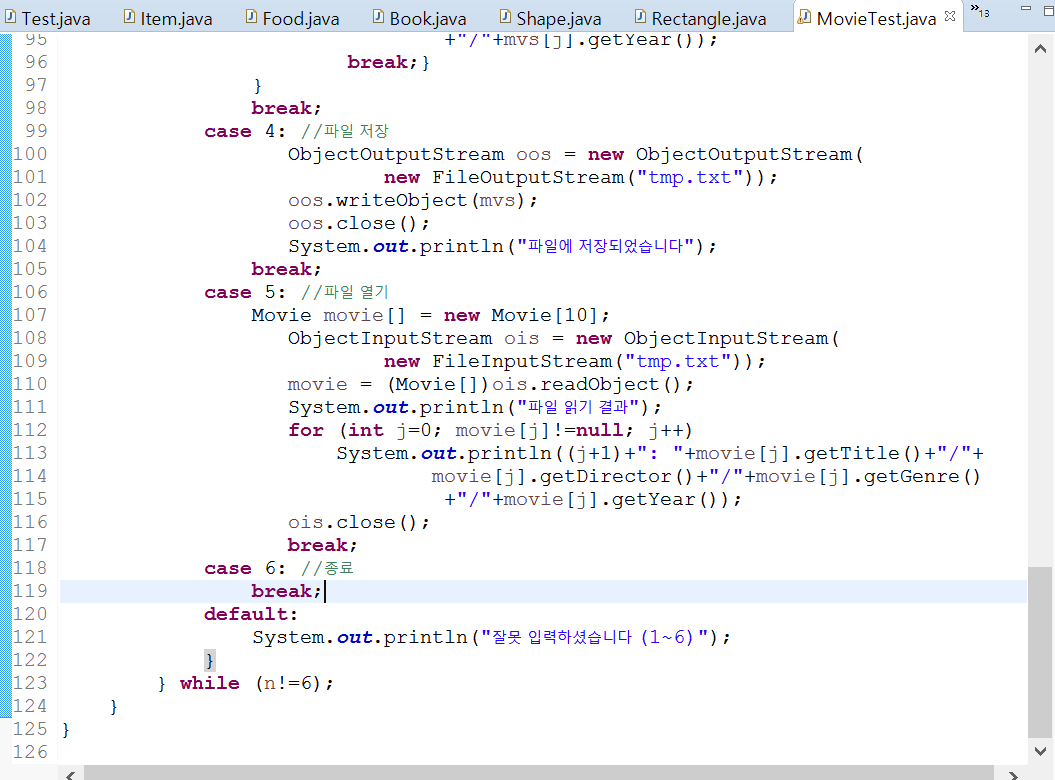 Test.java Item.java Food.java Book.java Shape.java Rectangle.java MovieTest.java »13
95 +"/"+mvs[j].getYear());
96 break;}
97 }
98 break;
99 case 4: //파일 저장
100 ObjectOutputStream oos = new ObjectOutputStream(
101 new FileOutputStream("tmp.txt"));
102 oos.writeObject(mvs);
103 oos.close();
104 System.out.println("파일에 저장되었습니다");
105 break;
106 case 5: //파일 열기
107 Movie movie[] = new Movie[10];
108 ObjectInputStream ois = new ObjectInputStream(
109 new FileInputStream("tmp.txt"));
110 movie = (Movie[])ois.readObject();
111 System.out.println("파일 읽기 결과");
112 for (int j=0; movie[j]!=null; j++)
113 System.out.println((j+1)+": "+movie[j].getTitle()+"/"+
114 movie[j].getDirector()+"/"+movie[j].getGenre()
115 +"/"+movie[j].getYear());
116 ois.close();
117 break;
118 case 6: //종료
119 break;
120 default:
121 System.out.println("잘못 입력하셨습니다 (1~6)");
122 }
123 } while (n!=6);
124 }
125 }
126